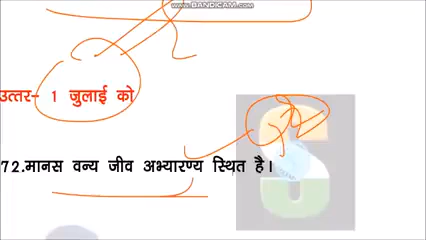 www.BANDICAM.com
उत्तर- 1 जुलाई को
72.मानस वन्य जीव अभ्यारण्य स्थित है।